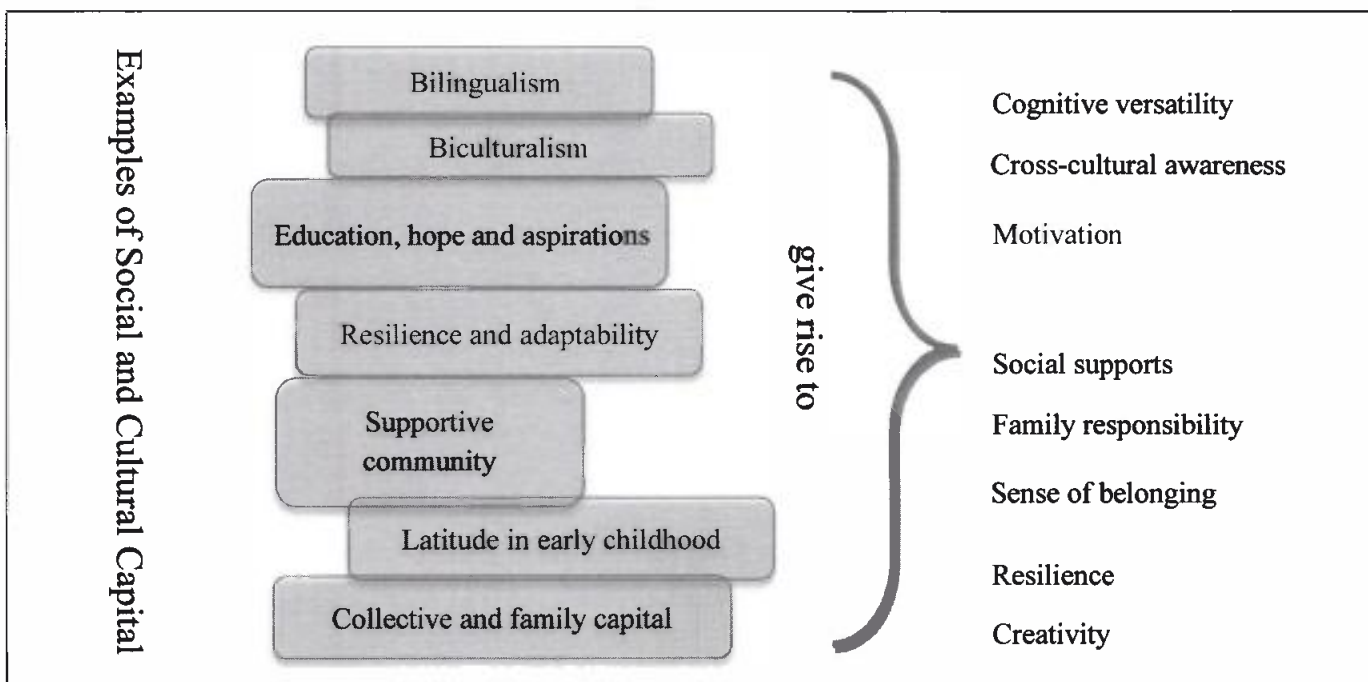 Examples of Social and Cultural Capital
Bilingualism
Biculturalism
Education, hope and aspirations
Resilience and adaptability
Supportive
community
Latitude in early childhood
Collective and family capital
give rise to
Cognitive versatility
Cross-cultural awareness
Motivation
Social supports
Family responsibility
Sense of belonging
Resilience
Creativity